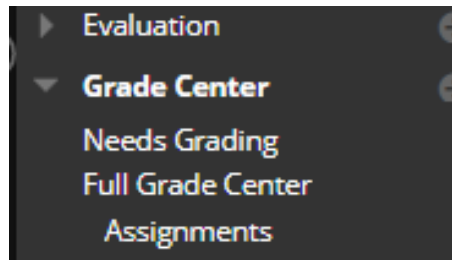 Evaluation
Grade Center
Needs Grading
Full Grade Center
Assignments